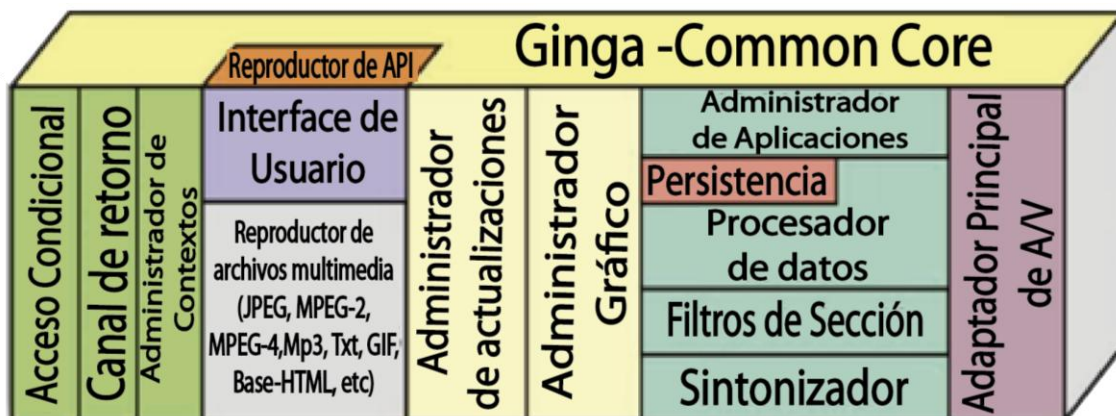 Ginga -Common Core
Reproductor de API
Acceso Condicional
Canal de retorno
Administrador de
Contextos
Interface de
Usuario
Reproductor de
archivos multimedia
(JPEG, MPEG-2,
MPEG-4,Mp3, Txt, GIF,
Base-HTML, etc)
Administrador
de actualizaciones
Administrador
Gráfico
Administrador
de Aplicaciones
Persistencia
Procesador
de datos
Filtros de Sección
Sintonizador
Adaptador Principal
de A/V